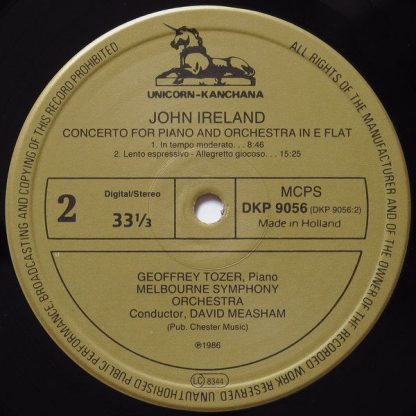 UNICORN-KANCHANA
JOHN IRELAND
CONCERTO FOR PIANO AND ORCHESTRA IN E FLAT
1. In tempo moderato. . . 8:46
2. Lento espressivo - Allegretto giocoso. . . 15:25
2
Digital/Stereo
33⅓
MCPS
DKP 9056 (DKP 9056:2)
Made in Holland
GEOFFREY TOZER, Piano
MELBOURNE SYMPHONY
ORCHESTRA
Conductor, DAVID MEASHAM
(Pub. Chester Music)
℗1986
LC 8344
ALL RIGHTS OF THE MANUFACTURER AND OF THE OWNER OF THE RECORDED WORK RESERVED UNAUTHORISED PUBLIC PERFORMANCE, BROADCASTING AND COPYING OF THIS RECORD PROHIBITED